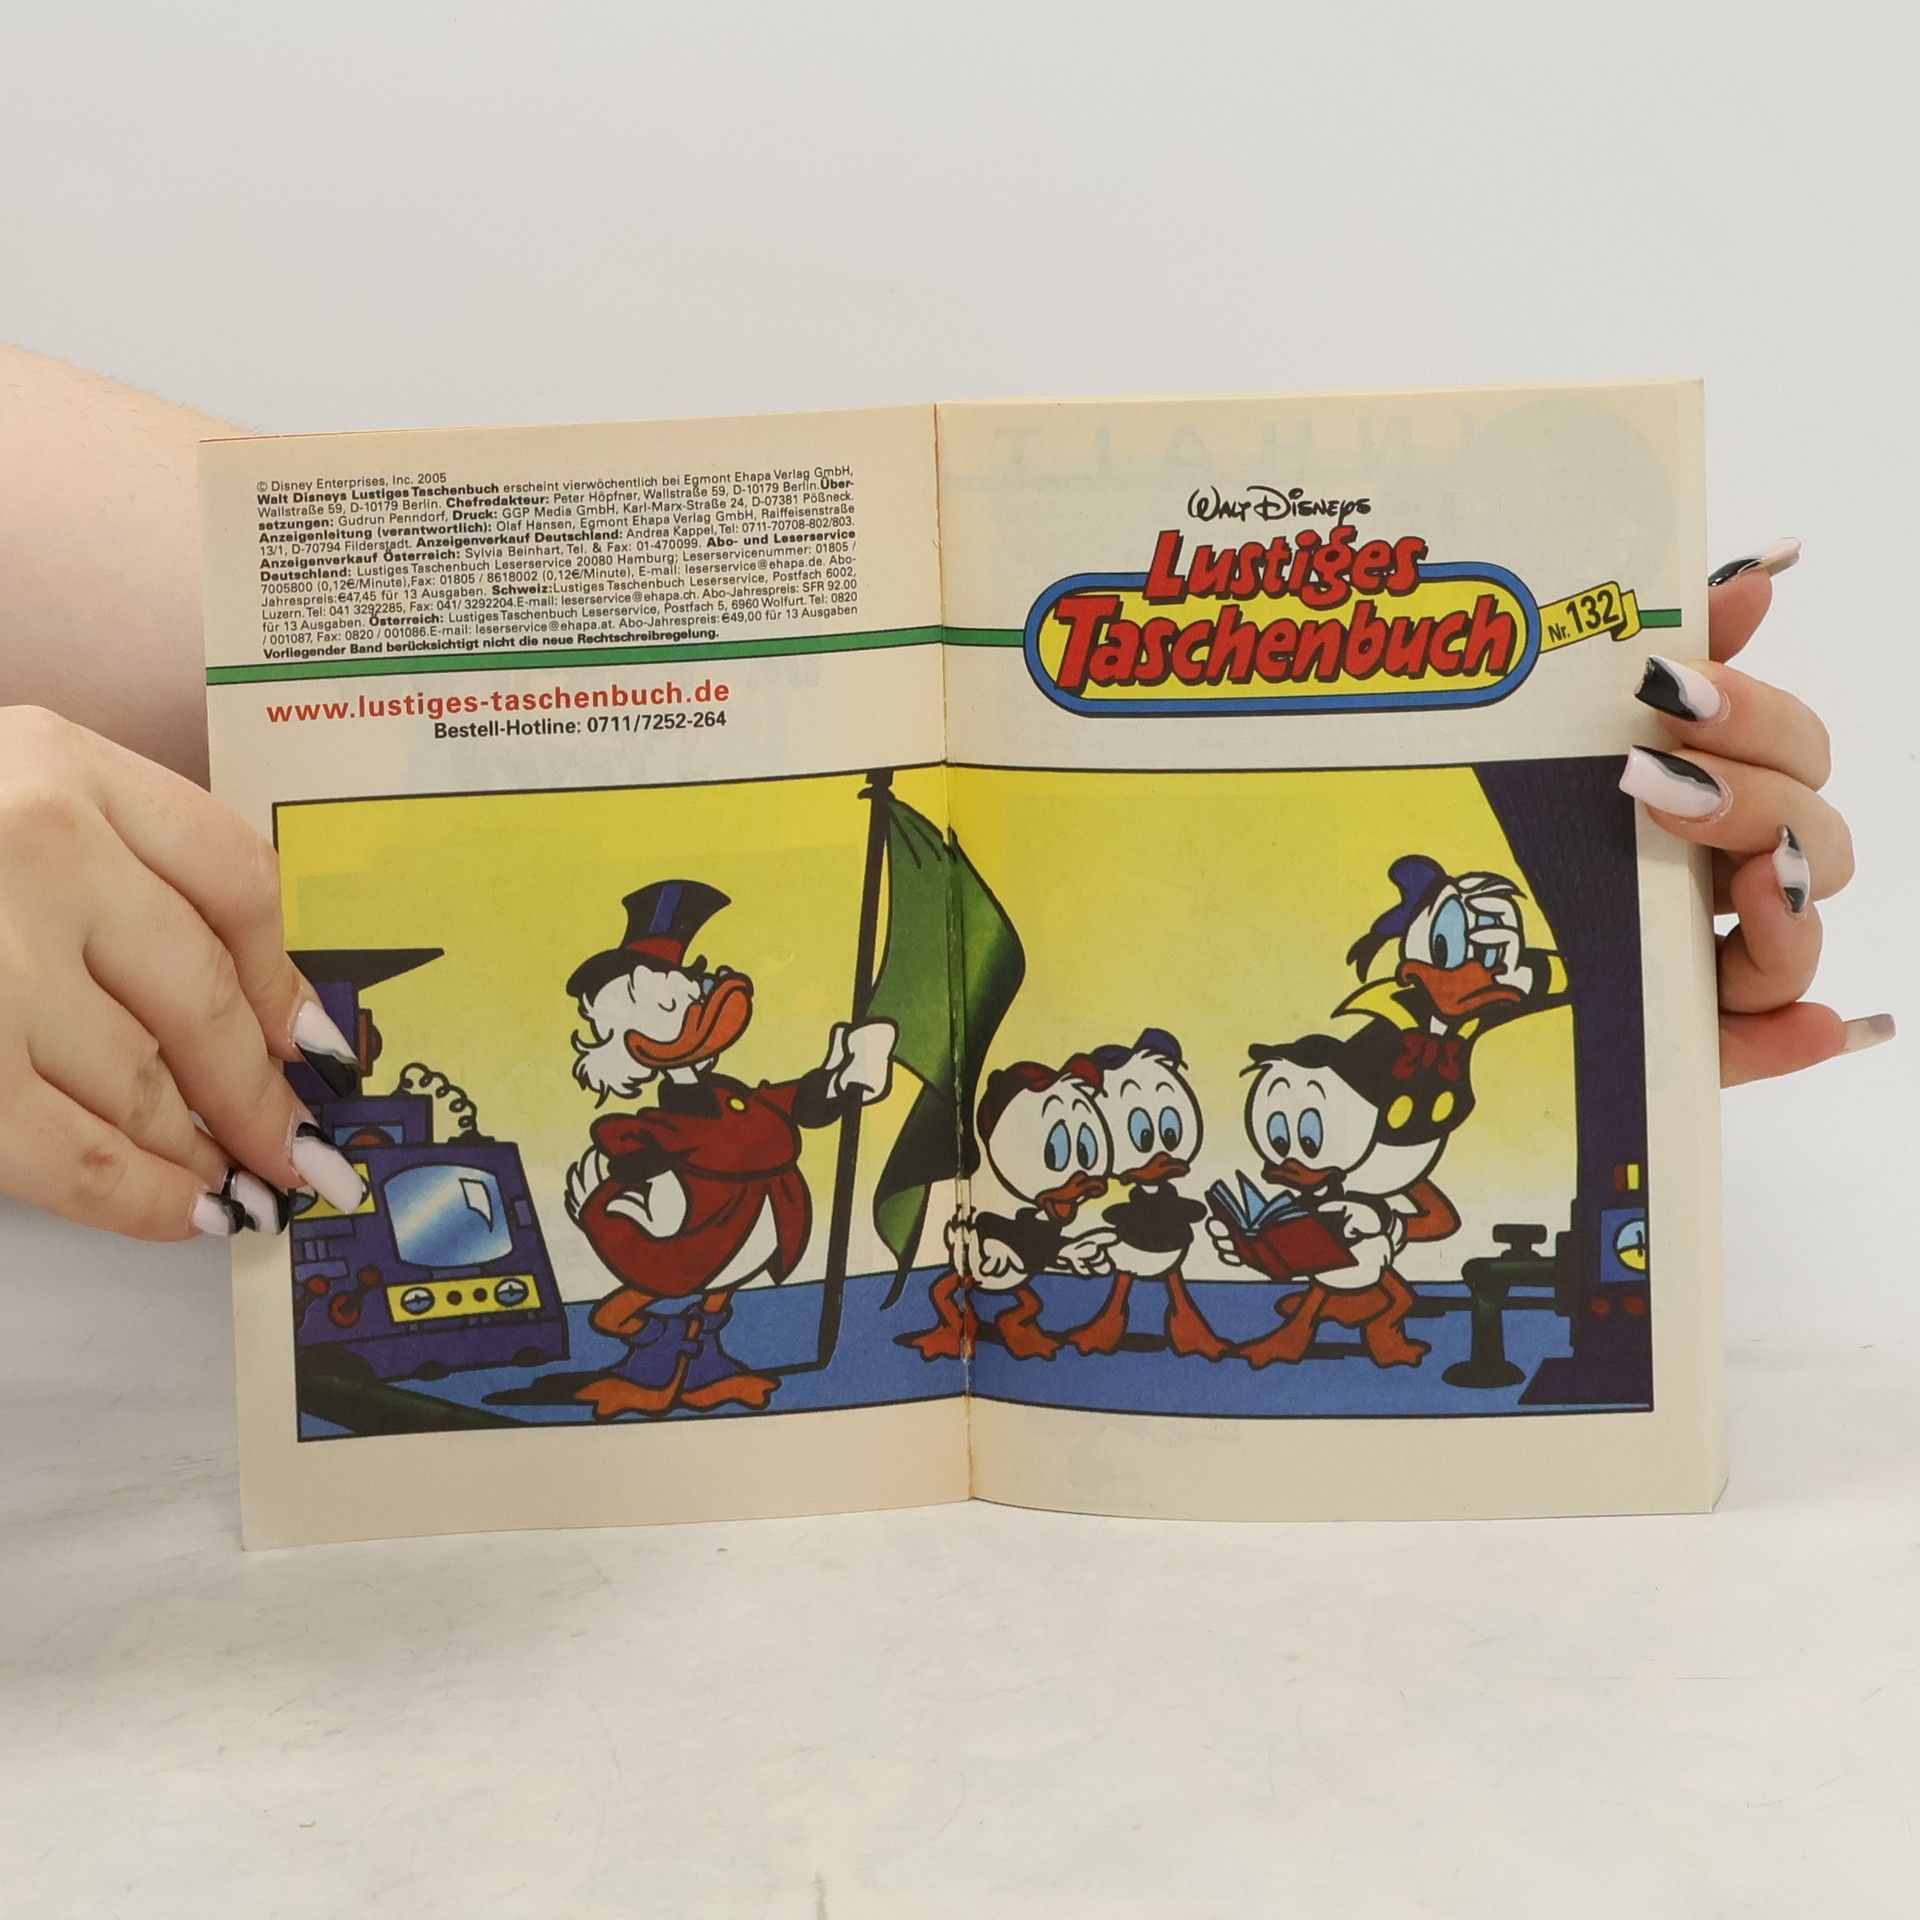 © Disney Enterprises, Inc. 2005
Walt Disneys Lustiges Taschenbuch erscheint vierwöchentlich bei Egmont Ehapa Verlag GmbH,
Wallstraße 59, D-10179 Berlin. Chefredakteur: Peter Höpfner, Wallstraße 59, D-10179 Berlin. Über-
setzungen: Gudrun Penndorf, Druck: GGP Media GmbH, Karl-Marx-Straße 24, D-07381 Pößneck.
Anzeigenleitung (verantwortlich): Olaf Hansen, Egmont Ehapa Verlag GmbH, Raiffeisenstraße
13/1, D-70794 Filderstadt. Anzeigenverkauf Deutschland: Andrea Kappel, Tel: 0711-70708-802/803.
Anzeigenverkauf Österreich: Sylvia Beinhart, Tel. & Fax: 01-470099. Abo- und Leserservice
Deutschland: Lustiges Taschenbuch Leserservice 20080 Hamburg; Leserservicenummer: 01805 /
7005800 (0,12€/Minute), Fax: 01805 / 8618002 (0,12€/Minute), E-mail: leserservice@ehapa.de. Abo-
Jahrespreis: €47,45 für 13 Ausgaben. Schweiz: Lustiges Taschenbuch Leserservice, Postfach 6002,
Luzern. Tel: 041 3292285, Fax: 041/ 3292204. E-mail: leserservice@ehapa.ch. Abo-Jahrespreis: SFR 92.00
für 13 Ausgaben. Österreich: Lustiges Taschenbuch Leserservice, Postfach 5, 6960 Wolfurt. Tel: 0820
/ 001087, Fax: 0820 / 001086. E-mail: leserservice@ehapa.at. Abo-Jahrespreis: €49,00 für 13 Ausgaben
Vorliegender Band berücksichtigt nicht die neue Rechtschreibregelung.
www.lustiges-taschenbuch.de
Bestell-Hotline: 0711/7252-264
Walt Disneys
Lustiges
Taschenbuch
Nr. 132